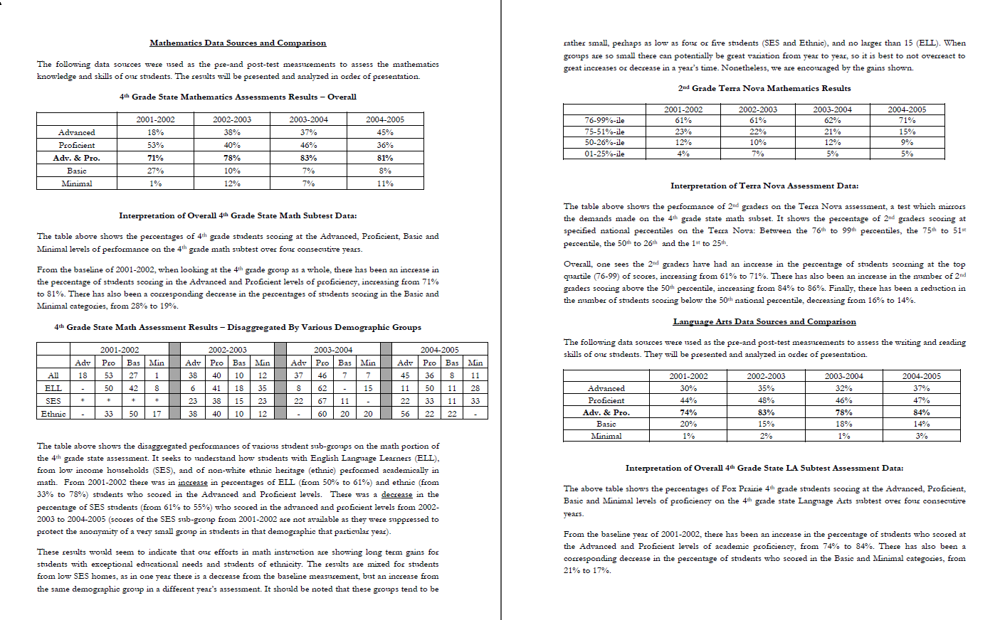 Mathematics Data Sources and Comparison
The following data sources were used as the pre-and post-test measurements to assess the mathematics
knowledge and skills of our students. The results will be presented and analyzed in order of presentation.
4th Grade State Mathematics Assessments Results – Overall
2001-2002 2002-2003 2003-2004 2004-2005
Advanced 18% 38% 37% 45%
Proficient 53% 40% 46% 36%
Adv. & Pro. 71% 78% 83% 81%
Basic 27% 10% 7% 8%
Minimal 1% 12% 7% 11%
Interpretation of Overall 4th Grade State Math Subtest Data:
The table above shows the percentages of 4th grade students scoring at the Advanced, Proficient, Basic and
Minimal levels of performance on the 4th grade math subtest over four consecutive years.
From the baseline of 2001-2002, when looking at the 4th grade group as a whole, there has been an increase in
the percentage of students scoring in the Advanced and Proficient levels of proficiency, increasing from 71%
to 81%. There has also been a corresponding decrease in the percentages of students scoring in the Basic and
Minimal categories, from 28% to 19%.
4th Grade State Math Assessment Results – Disaggregated By Various Demographic Groups
2001-2002 2002-2003 2003-2004 2004-2005
Adv Pro Bas Min Adv Pro Bas Min Adv Pro Bas Min Adv Pro Bas Min
All 18 53 27 1 38 40 10 12 37 46 7 7 45 36 8 11
ELL - 50 42 8 6 41 18 35 8 62 - 15 11 50 11 28
SES * * * * 23 38 15 23 22 67 11 - 22 33 11 33
Ethnic - 33 50 17 38 40 10 12 - 60 20 20 56 22 22 -
The table above shows the disaggregated performances of various student sub-groups on the math portion of
the 4th grade state assessment. It seeks to understand how students with English Language Learners (ELL),
from low income households (SES), and of non-white ethnic heritage (ethnic) performed academically in
math. From 2001-2002 there was in increase in percentages of ELL (from 50% to 61%) and ethnic (from
33% to 78%) students who scored in the Advanced and Proficient levels. There was a decrease in the
percentage of SES students (from 61% to 55%) who scored in the advanced and proficient levels from 2002-
2003 to 2004-2005 (scores of the SES sub-group from 2001-2002 are not available as they were suppressed to
protect the anonymity of a very small group in students in that demographic that particular year).
These results would seem to indicate that our efforts in math instruction are showing long term gains for
students with exceptional educational needs and students of ethnicity. The results are mixed for students
from low SES homes, as in one year there is a decrease from the baseline measurement, but an increase from
the same demographic group in a different year's assessment. It should be noted that these groups tend to be
rather small, perhaps as low as four or five students (SES and Ethnic), and no larger than 15 (ELL). When
groups are so small there can potentially be great variation from year to year, so it is best to not overreact to
great increases or decrease in a year's time. Nonetheless, we are encouraged by the gains shown.
2nd Grade Terra Nova Mathematics Results
2001-2002 2002-2003 2003-2004 2004-2005
76-99%-ile 61% 61% 62% 71%
75-51%-ile 23% 22% 21% 15%
50-26%-ile 12% 10% 12% 9%
01-25%-ile 4% 7% 5% 5%
Interpretation of Terra Nova Assessment Data:
The table above shows the performance of 2nd graders on the Terra Nova assessment, a test which mirrors
the demands made on the 4th grade state math subset. It shows the percentage of 2nd graders scoring at
specified national percentiles on the Terra Nova: Between the 76th to 99th percentiles, the 75th to 51st
percentile, the 50th to 26th and the 1st to 25th.
Overall, one sees the 2nd graders have had an increase in the percentage of students scorning at the top
quartile (76-99) of scores, increasing from 61% to 71%. There has also been an increase in the number of 2nd
graders scoring above the 50th percentile, increasing from 84% to 86%. Finally, there has been a reduction in
the number of students scoring below the 50th national percentile, decreasing from 16% to 14%.
Language Arts Data Sources and Comparison
The following data sources were used as the pre-and post-test measurements to assess the writing and reading
skills of our students. They will be presented and analyzed in order of presentation.
2001-2002 2002-2003 2003-2004 2004-2005
Advanced 30% 35% 32% 37%
Proficient 44% 48% 46% 47%
Adv. & Pro. 74% 83% 78% 84%
Basic 20% 15% 18% 14%
Minimal 1% 2% 1% 3%
Interpretation of Overall 4th Grade State LA Subtest Assessment Data:
The above table shows the percentages of Fox Prairie 4th grade students scoring at the Advanced, Proficient,
Basic and Minimal levels of proficiency on the 4th grade state Language Arts subtest over four consecutive
years.
From the baseline year of 2001-2002, there has been an increase in the percentage of students who scored at
the Advanced and Proficient levels of academic proficiency, from 74% to 84%. There has also been a
corresponding decrease in the percentage of students who scored in the Basic and Minimal categories, from
21% to 17%.